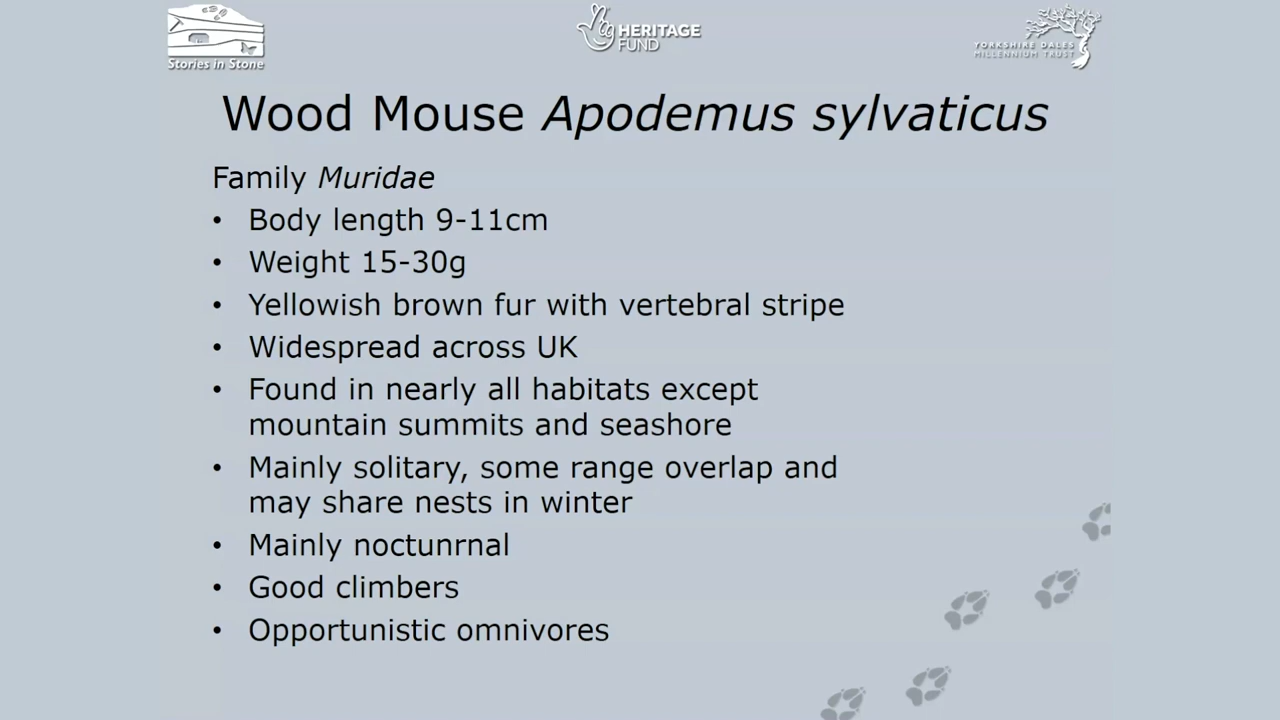 Stories in Stone
HERITAGE
FUND
YORKSHIRE DALES
MILLENNIUM TRUST
Wood Mouse Apodemus sylvaticus
Family Muridae
• Body length 9-11cm
• Weight 15-30g
• Yellowish brown fur with vertebral stripe
• Widespread across UK
• Found in nearly all habitats except
mountain summits and seashore
• Mainly solitary, some range overlap and
may share nests in winter
• Mainly noctunrnal
• Good climbers
• Opportunistic omnivores